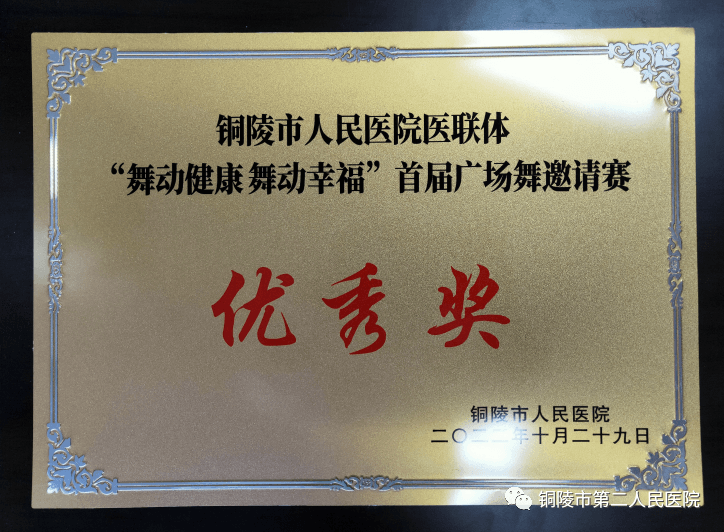 铜陵市人民医院医联体
“舞动健康 舞动幸福”首届广场舞邀请赛
优秀奖
铜陵市人民医院
二〇二二年十月二十九日
铜陵市第二人民医院